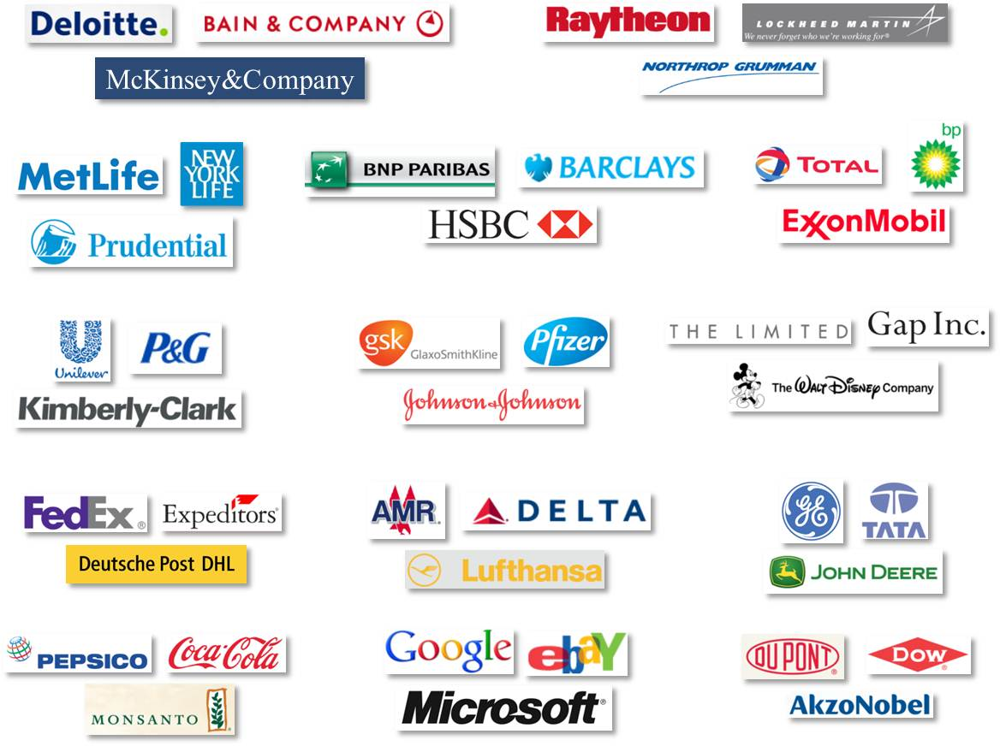 Deloitte.
BAIN & COMPANY
Raytheon
LOCKHEED MARTIN
We never forget who we're working for®
McKinsey&Company
NORTHROP GRUMMAN
MetLife
NEW
YORK
LIFE
BNP PARIBAS
BARCLAYS
TOTAL
bp
Prudential
HSBC
ExxonMobil
Unilever
P&G
gsk
GlaxoSmithKline
Pfizer
THE LIMITED
Gap Inc.
Kimberly-Clark
Johnson&Johnson
The WALT DISNEY Company
FedEx®
Expeditors®
AMR
DELTA
GE
TATA
Deutsche Post DHL
Lufthansa
JOHN DEERE
PEPSICO
Coca-Cola
Google
ebaY
DU PONT®
DOW®
MONSANTO
Microsoft®
AkzoNobel